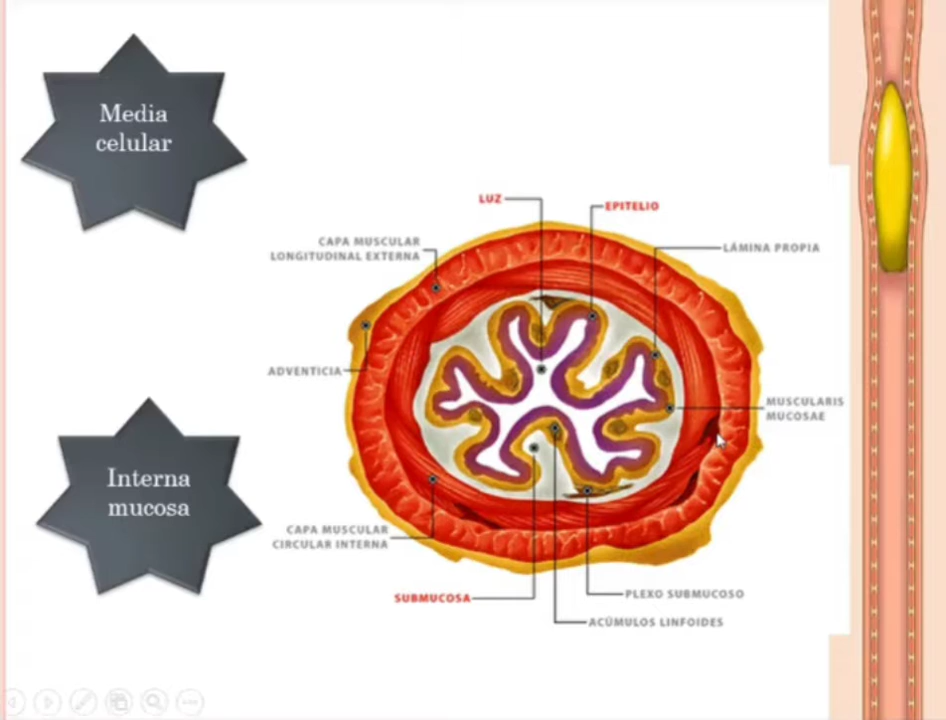 Media
celular
LUZ
EPITELIO
CAPA MUSCULAR
LONGITUDINAL EXTERNA
LÁMINA PROPIA
ADVENTICIA
MUSCULARIS
MUCOSAE
Interna
mucosa
CAPA MUSCULAR
CIRCULAR INTERNA
SUBMUCOSA
PLEXO SUBMUCOSO
ACÚMULOS LINFOIDES